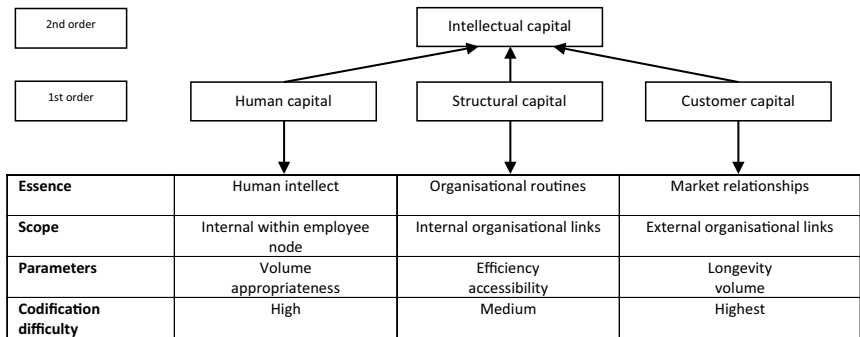 2nd order
Intellectual capital
1st order
Human capital
Structural capital
Customer capital
Essence
Human intellect
Organisational routines
Market relationships
Scope
Internal within employee
node
Internal organisational links
External organisational links
Parameters
Volume
appropriateness
Efficiency
accessibility
Longevity
volume
Codification
difficulty
High
Medium
Highest